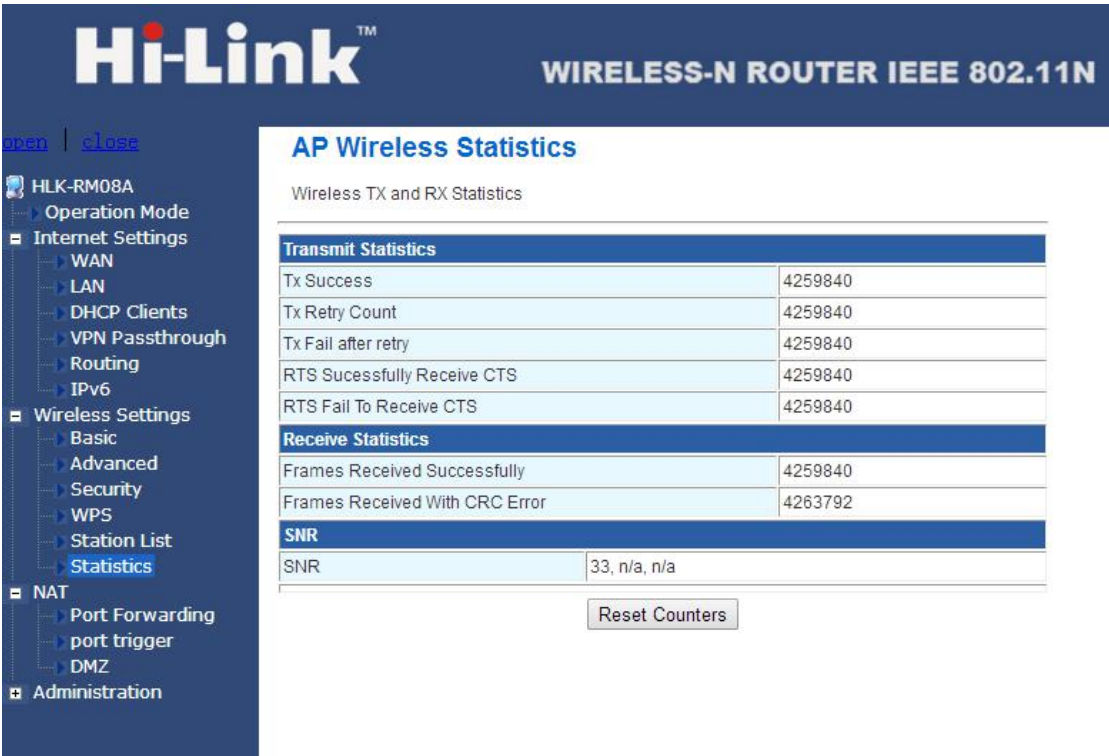 Hi-Link™
WIRELESS-N ROUTER IEEE 802.11N
open | close
HLK-RM08A
Operation Mode
Internet Settings
WAN
LAN
DHCP Clients
VPN Passthrough
Routing
IPv6
Wireless Settings
Basic
Advanced
Security
WPS
Station List
Statistics
NAT
Port Forwarding
port trigger
DMZ
Administration
AP Wireless Statistics
Wireless TX and RX Statistics
Transmit Statistics
Tx Success 4259840
Tx Retry Count 4259840
Tx Fail after retry 4259840
RTS Sucessfully Receive CTS 4259840
RTS Fail To Receive CTS 4259840
Receive Statistics
Frames Received Successfully 4259840
Frames Received With CRC Error 4263792
SNR
SNR 33, n/a, n/a
Reset Counters